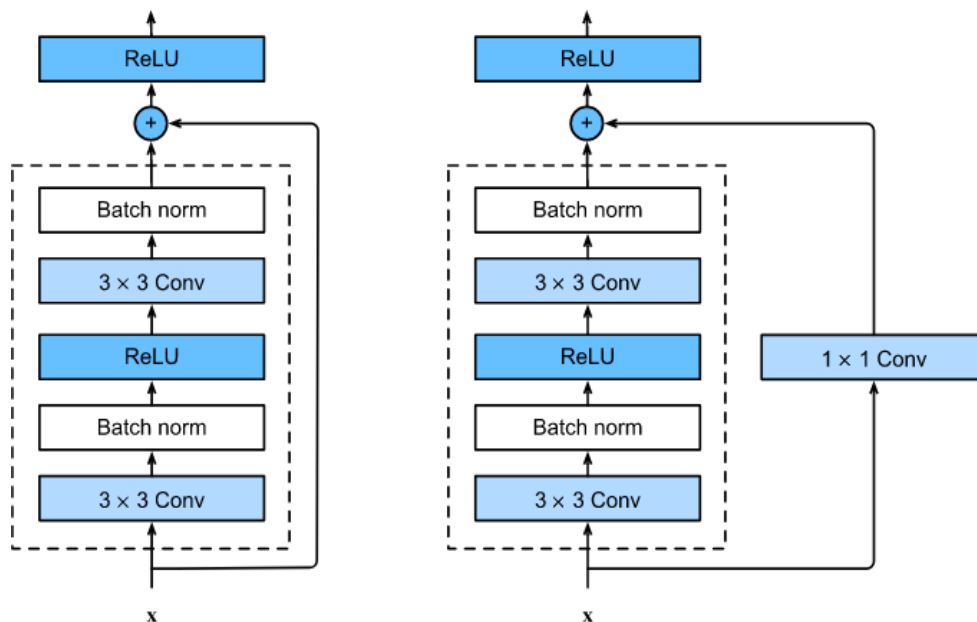 ReLU
+
Batch norm
3 × 3 Conv
ReLU
Batch norm
3 × 3 Conv
x
ReLU
+
Batch norm
3 × 3 Conv
ReLU
Batch norm
3 × 3 Conv
1 × 1 Conv
x